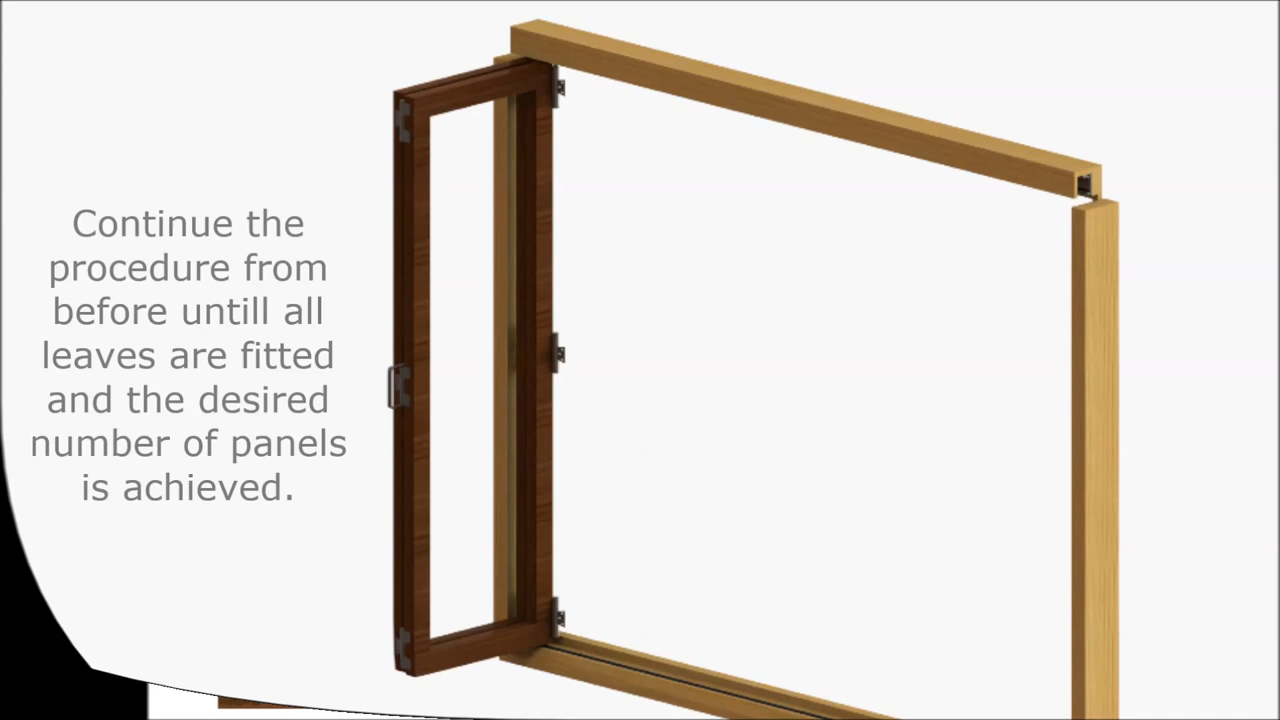 Continue the
procedure from
before untill all
leaves are fitted
and the desired
number of panels
is achieved.